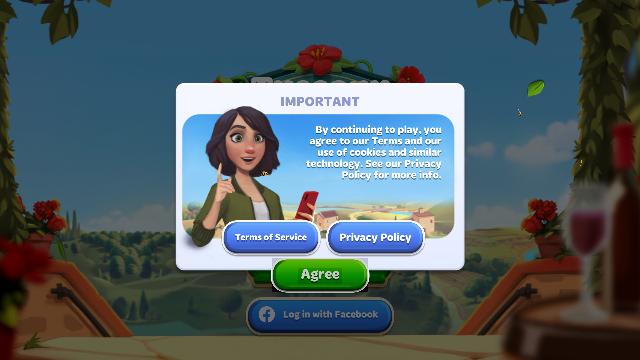 IMPORTANT
By continuing to play, you
agree to our Terms and our
use of cookies and similar
technology. See our Privacy
Policy for more info.
Terms of Service
Privacy Policy
Agree
Log in with Facebook